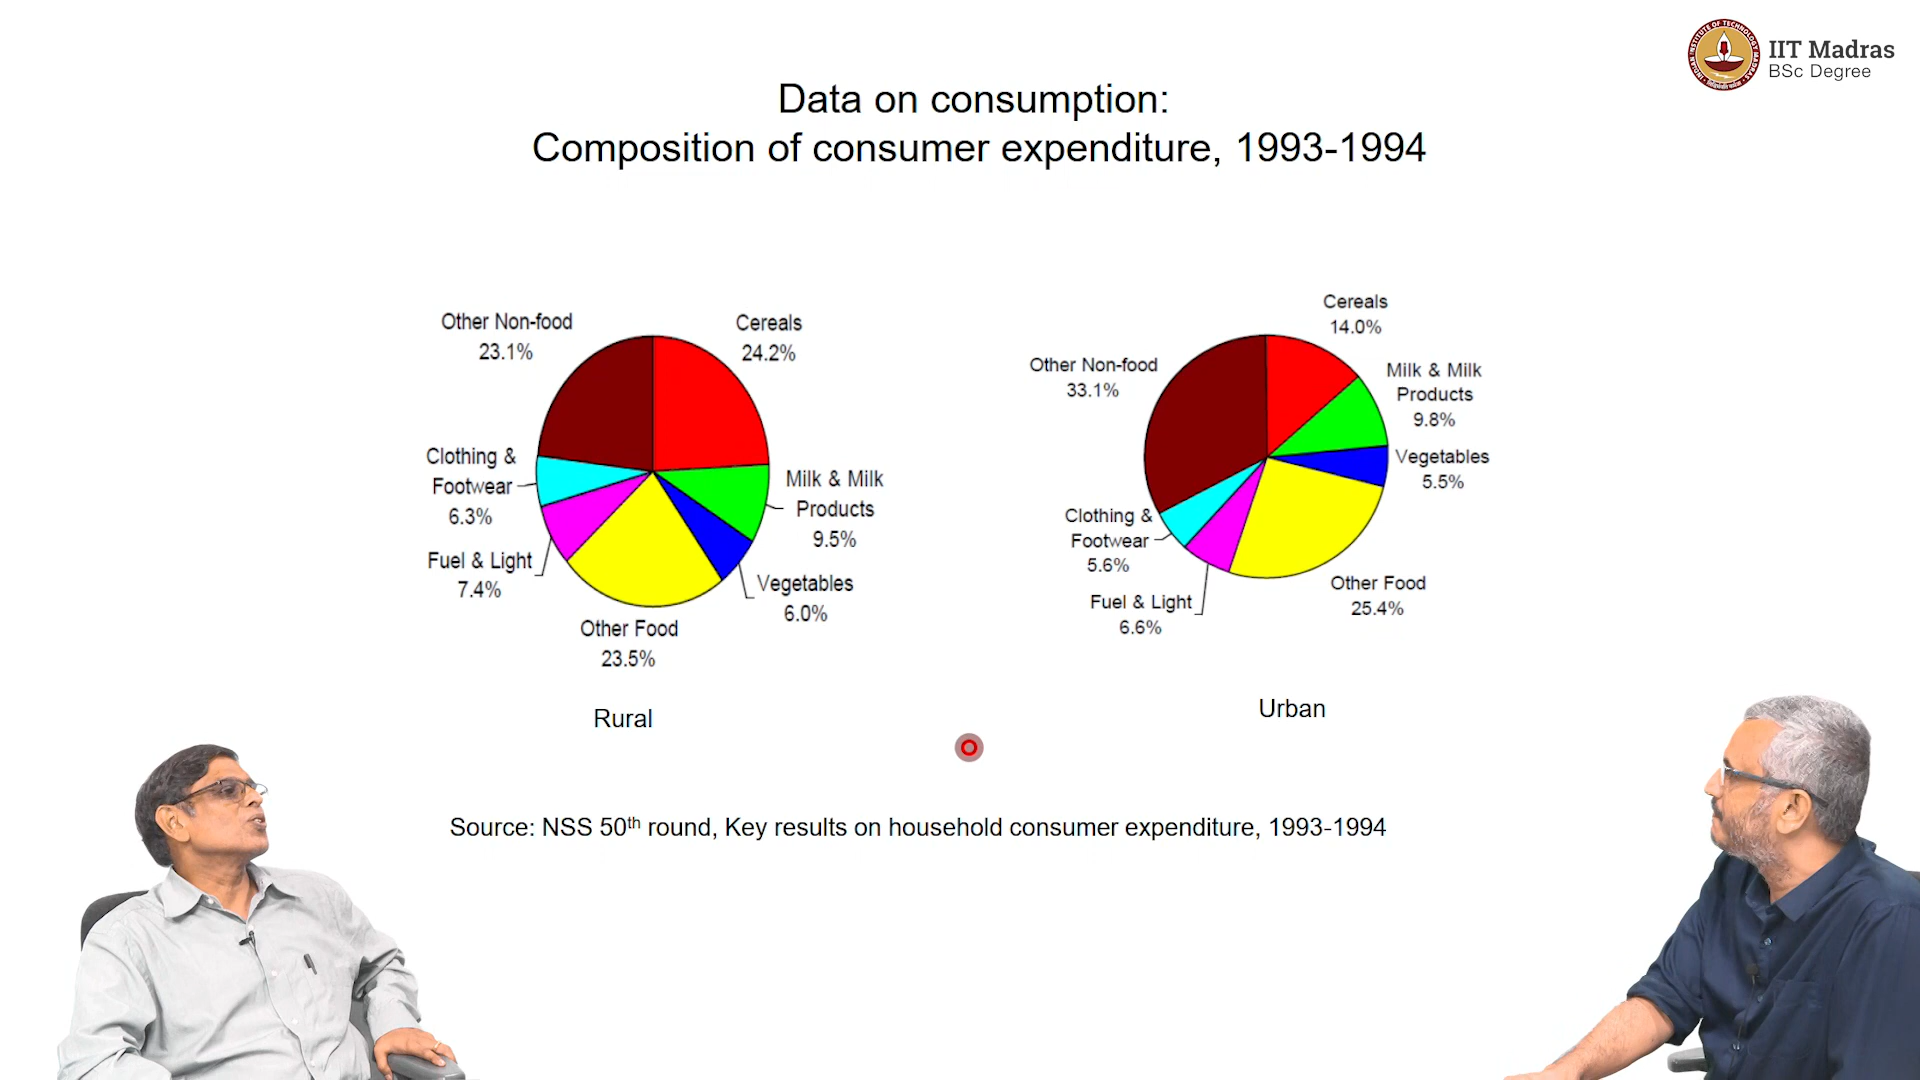 IIT Madras
BSc Degree
Data on consumption:
Composition of consumer expenditure, 1993-1994
Other Non-food
23.1%
Cereals
24.2%
Clothing &
Footwear
6.3%
Milk & Milk
Products
9.5%
Fuel & Light
7.4%
Vegetables
6.0%
Other Food
23.5%
Rural
Cereals
14.0%
Other Non-food
33.1%
Milk & Milk
Products
9.8%
Vegetables
5.5%
Clothing &
Footwear
5.6%
Other Food
25.4%
Fuel & Light
6.6%
Urban
Source: NSS 50th round, Key results on household consumer expenditure, 1993-1994